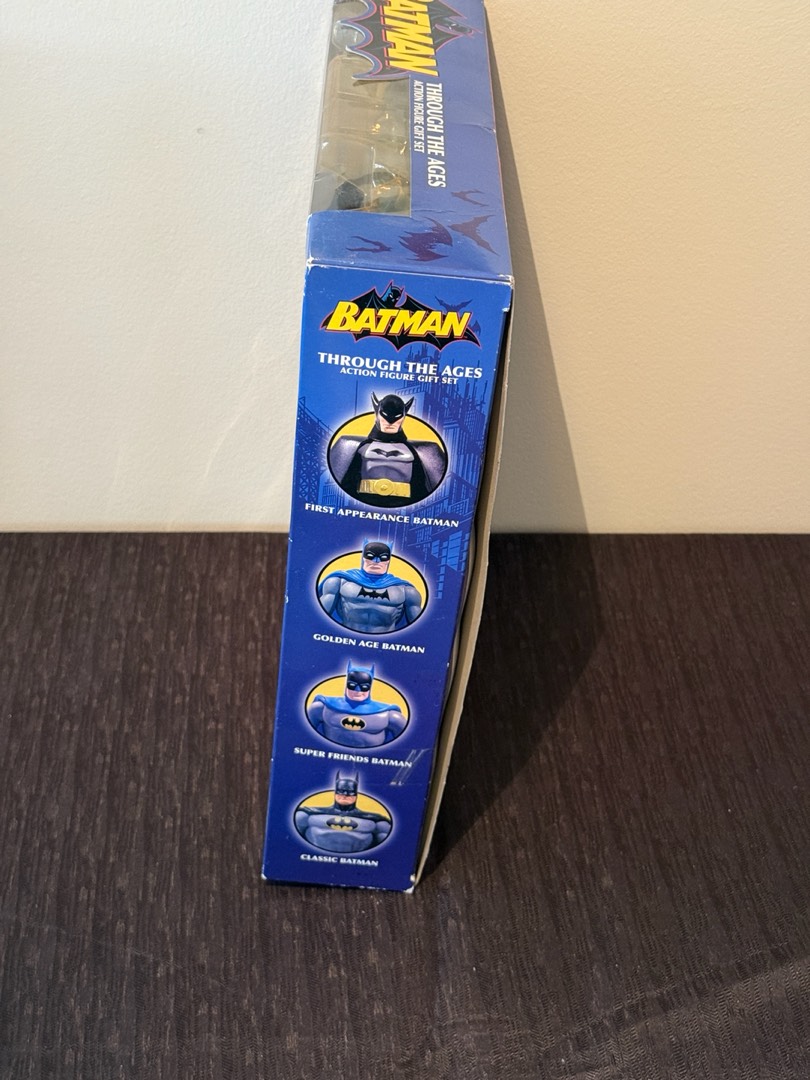 BATMAN
THROUGH THE AGES
ACTION FIGURE GIFT SET
BATMAN
THROUGH THE AGES
ACTION FIGURE GIFT SET
FIRST APPEARANCE BATMAN
GOLDEN AGE BATMAN
SUPER FRIENDS BATMAN
CLASSIC BATMAN